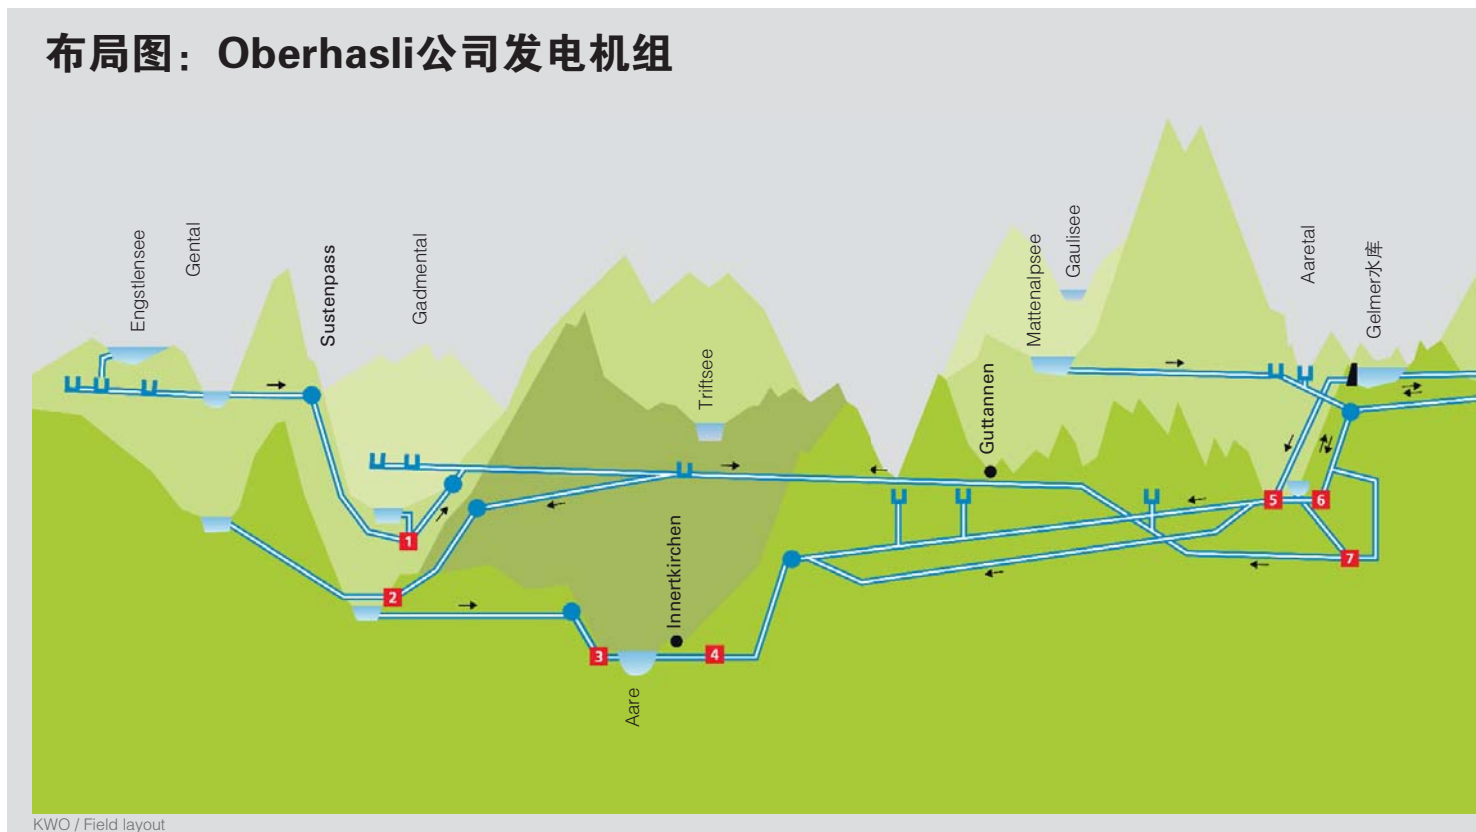 布局图：Oberhasli公司发电机组
Engstlensee
Gental
Sustenpass
Gadmental
Triftsee
Innertkirchen
Aare
Guttannen
Mattenalpsee
Gaulisee
Aaretal
Gelmer水库
1
2
3
4
5
6
7
KWO / Field layout